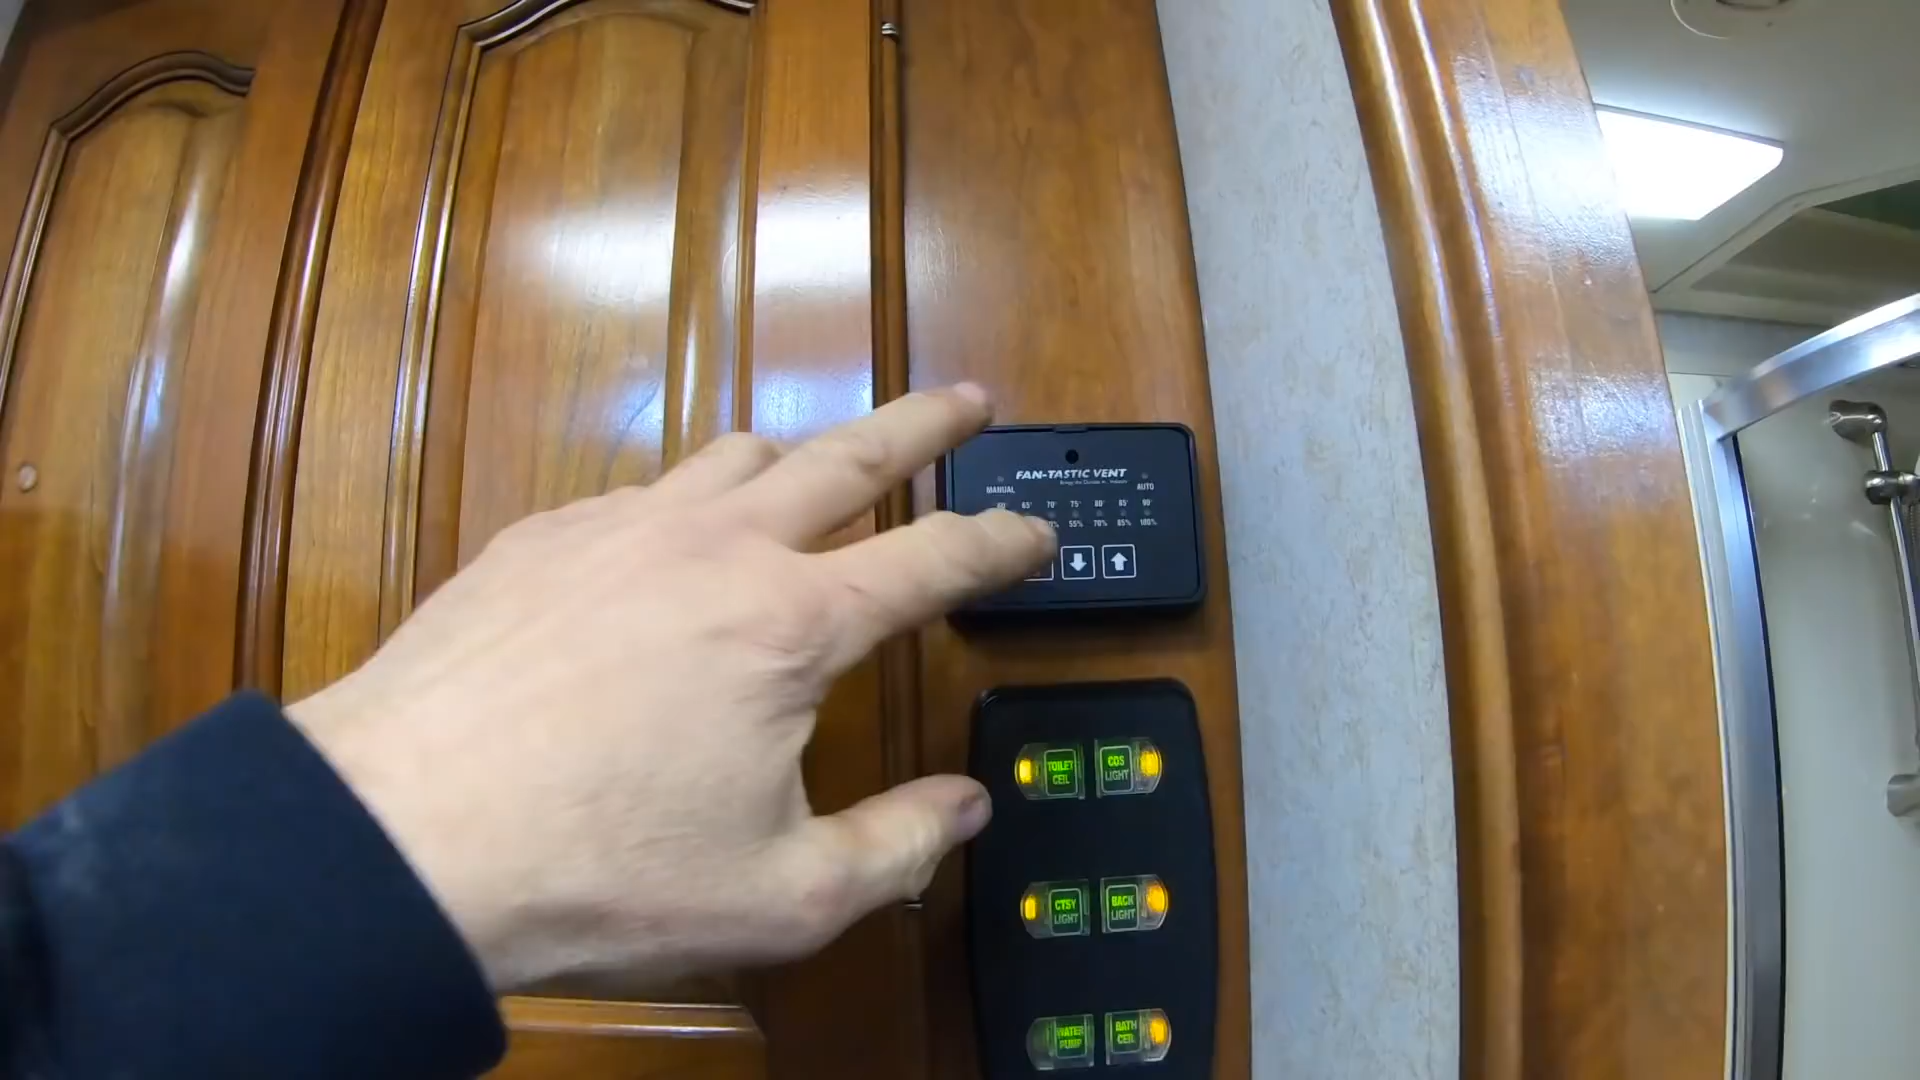 FAN-TASTIC VENT
MANUAL AUTO
60° 65° 70° 75° 80° 85° 90°
55% 70% 85% 100%
TOILET CEIL
LIGHT
CTSY LIGHT
BACK LIGHT
WATER PUMP
BATH CEIL